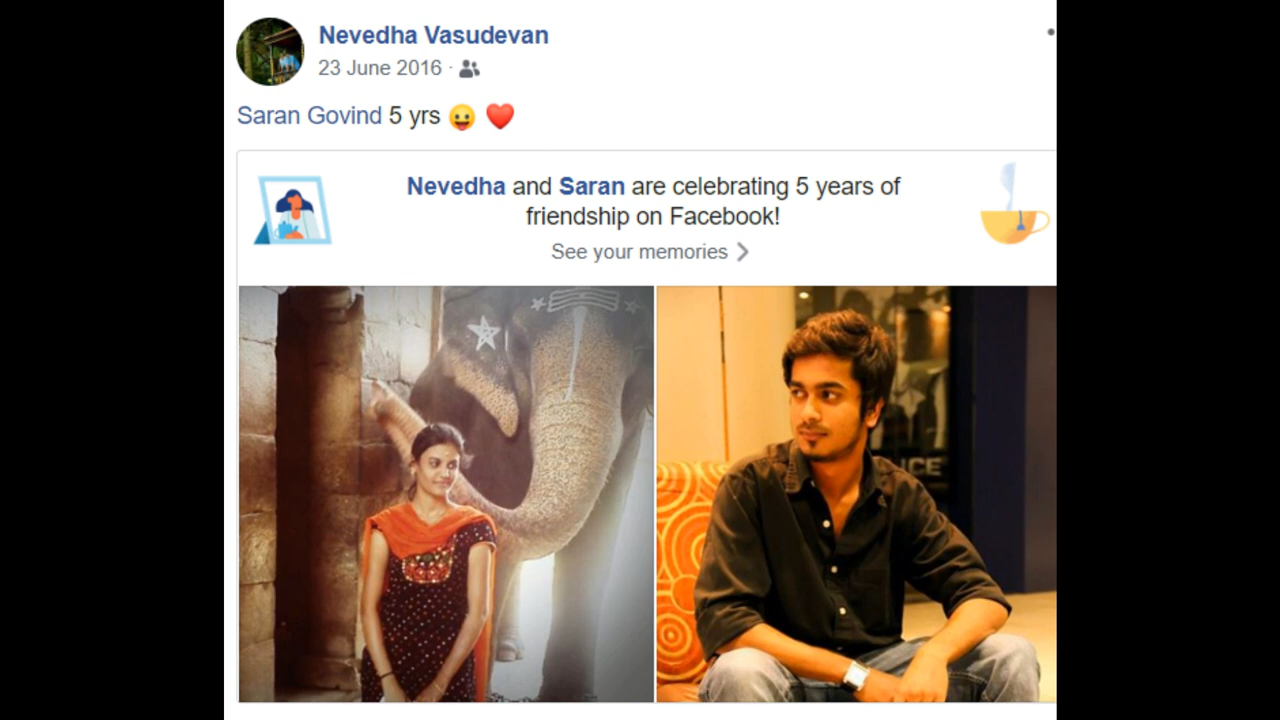 Nevedha Vasudevan
23 June 2016 ·
Saran Govind 5 yrs 😛 ❤️
Nevedha and Saran are celebrating 5 years of
friendship on Facebook!
See your memories